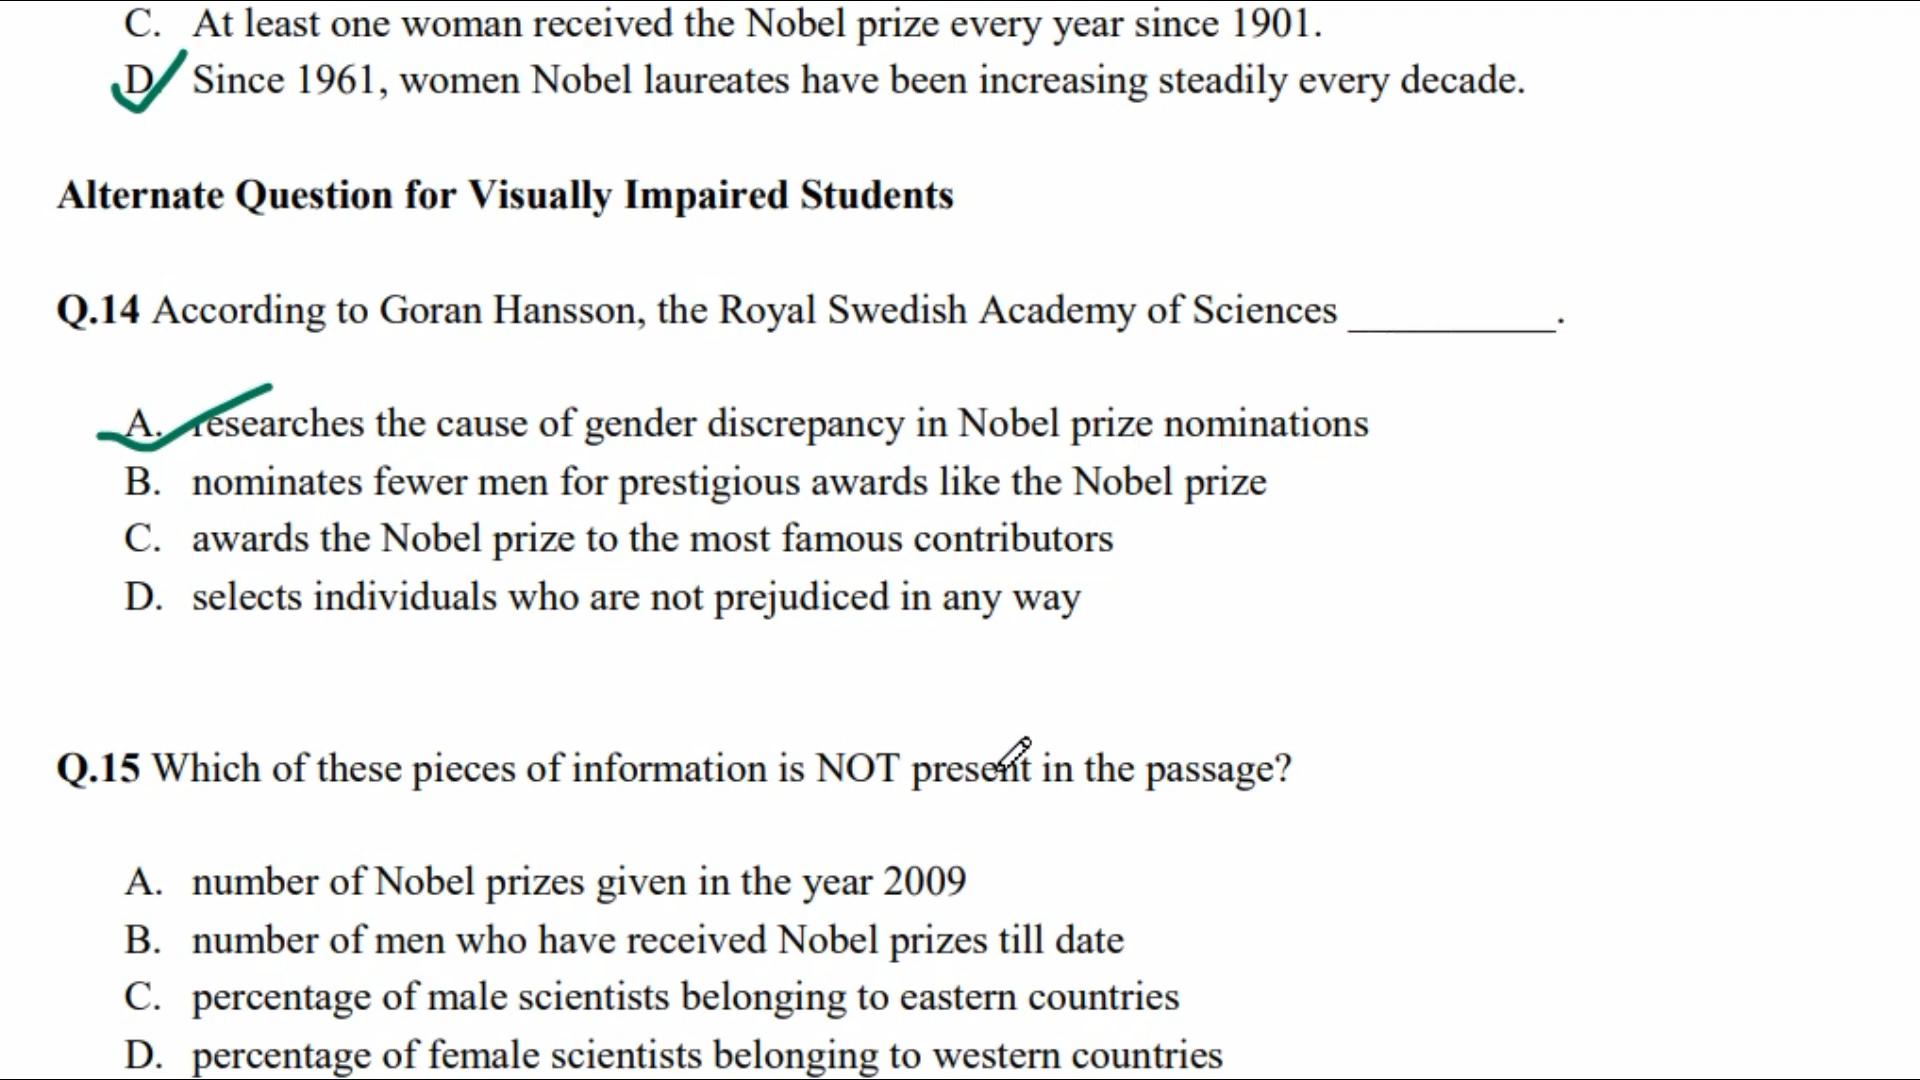 C. At least one woman received the Nobel prize every year since 1901.
D. Since 1961, women Nobel laureates have been increasing steadily every decade.
Alternate Question for Visually Impaired Students
Q.14 According to Goran Hansson, the Royal Swedish Academy of Sciences __________.
A. researches the cause of gender discrepancy in Nobel prize nominations
B. nominates fewer men for prestigious awards like the Nobel prize
C. awards the Nobel prize to the most famous contributors
D. selects individuals who are not prejudiced in any way
Q.15 Which of these pieces of information is NOT present in the passage?
A. number of Nobel prizes given in the year 2009
B. number of men who have received Nobel prizes till date
C. percentage of male scientists belonging to eastern countries
D. percentage of female scientists belonging to western countries